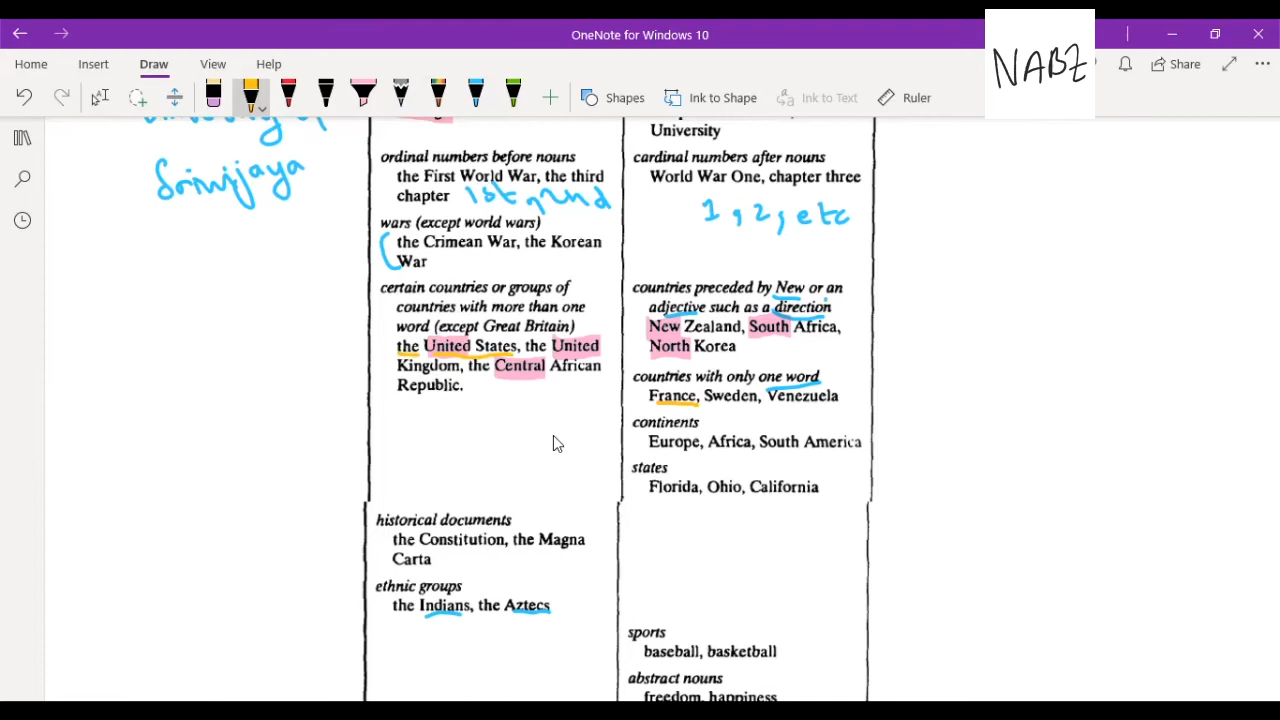 OneNote for Windows 10
NABZ
Home Insert Draw View Help
Share
Shapes Ink to Shape Ink to Text Ruler
University
Sriwijaya
ordinal numbers before nouns
the First World War, the third
chapter 1st, 2nd
wars (except world wars)
the Crimean War, the Korean
War
certain countries or groups of
countries with more than one
word (except Great Britain)
the United States, the United
Kingdom, the Central African
Republic.
historical documents
the Constitution, the Magna
Carta
ethnic groups
the Indians, the Aztecs
cardinal numbers after nouns
World War One, chapter three
1, 2, etc
countries preceded by New or an
adjective such as a direction
New Zealand, South Africa,
North Korea
countries with only one word
France, Sweden, Venezuela
continents
Europe, Africa, South America
states
Florida, Ohio, California
sports
baseball, basketball
abstract nouns
freedom, happiness